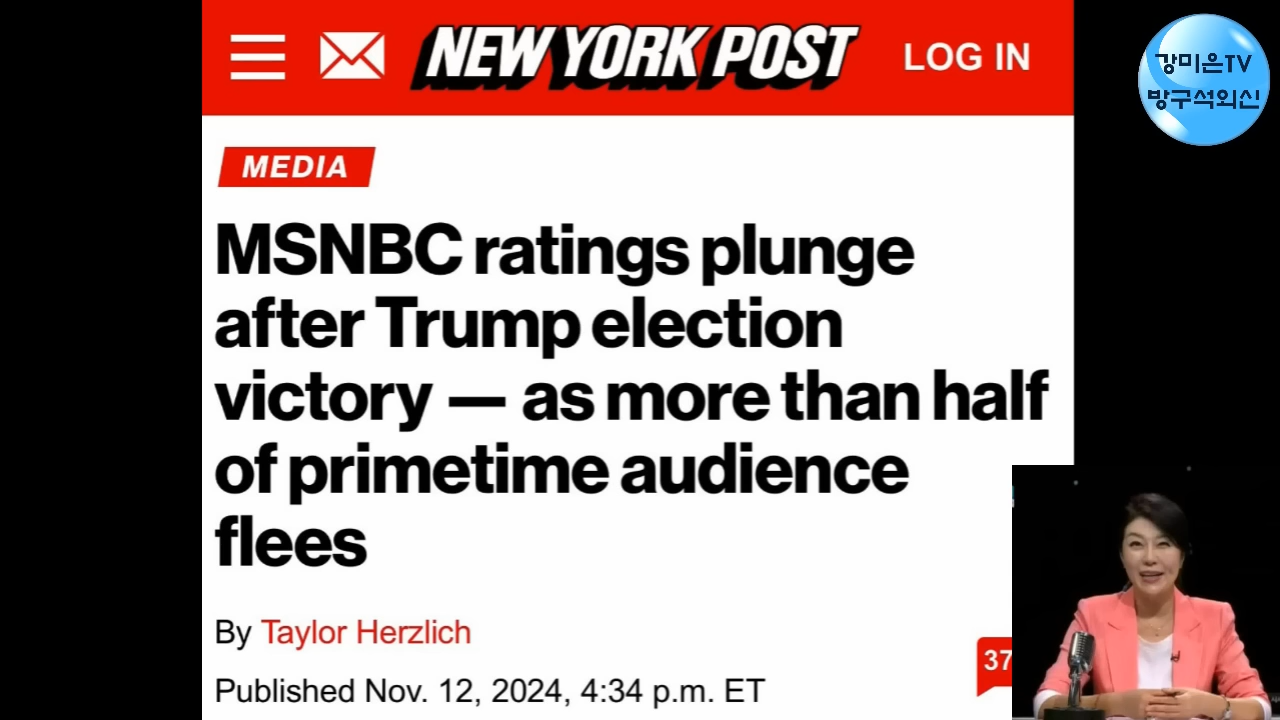 NEW YORK POST
LOG IN
강미은TV
방구석외신
MEDIA
MSNBC ratings plunge
after Trump election
victory — as more than half
of primetime audience
flees
By Taylor Herzlich
37
Published Nov. 12, 2024, 4:34 p.m. ET